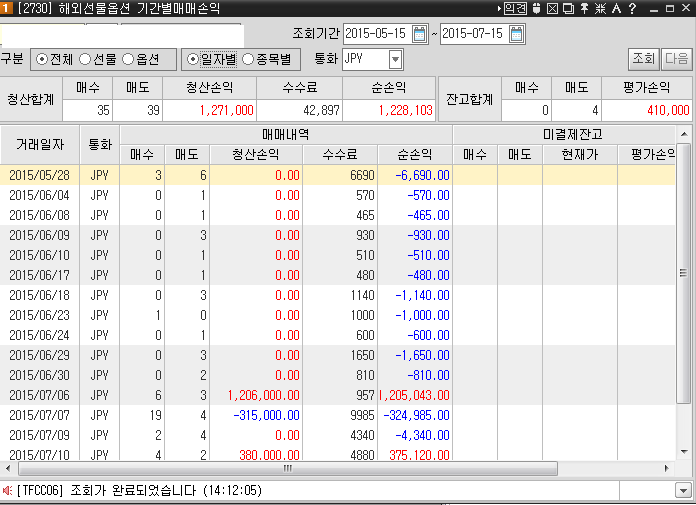 1 [2730] 해외선물옵션 기간별매매손익 의견 A ?
조회기간 2015-05-15 ~ 2015-07-15
구분 전체 선물 옵션 일자별 종목별 통화 JPY 조회 다음
청산합계 매수 매도 청산손익 수수료 순손익 잔고합계 매수 매도 평가손익
35 39 1,271,000 42,897 1,228,103 0 4 410,000
거래일자 통화 매매내역 미결제잔고
매수 매도 청산손익 수수료 순손익 매수 매도 현재가 평가손익
2015/05/28 JPY 3 6 0.00 6690 -6,690.00
2015/06/04 JPY 0 1 0.00 570 -570.00
2015/06/08 JPY 0 1 0.00 465 -465.00
2015/06/09 JPY 0 3 0.00 930 -930.00
2015/06/10 JPY 0 1 0.00 510 -510.00
2015/06/17 JPY 0 1 0.00 480 -480.00
2015/06/18 JPY 0 3 0.00 1140 -1,140.00
2015/06/23 JPY 1 0 0.00 1000 -1,000.00
2015/06/24 JPY 0 1 0.00 600 -600.00
2015/06/29 JPY 0 3 0.00 1650 -1,650.00
2015/06/30 JPY 0 2 0.00 810 -810.00
2015/07/06 JPY 6 3 1,206,000.00 957 1,205,043.00
2015/07/07 JPY 19 4 -315,000.00 9985 -324,985.00
2015/07/09 JPY 2 4 0.00 4340 -4,340.00
2015/07/10 JPY 4 2 380,000.00 4880 375,120.00
[TFCC06] 조회가 완료되었습니다 (14:12:05)